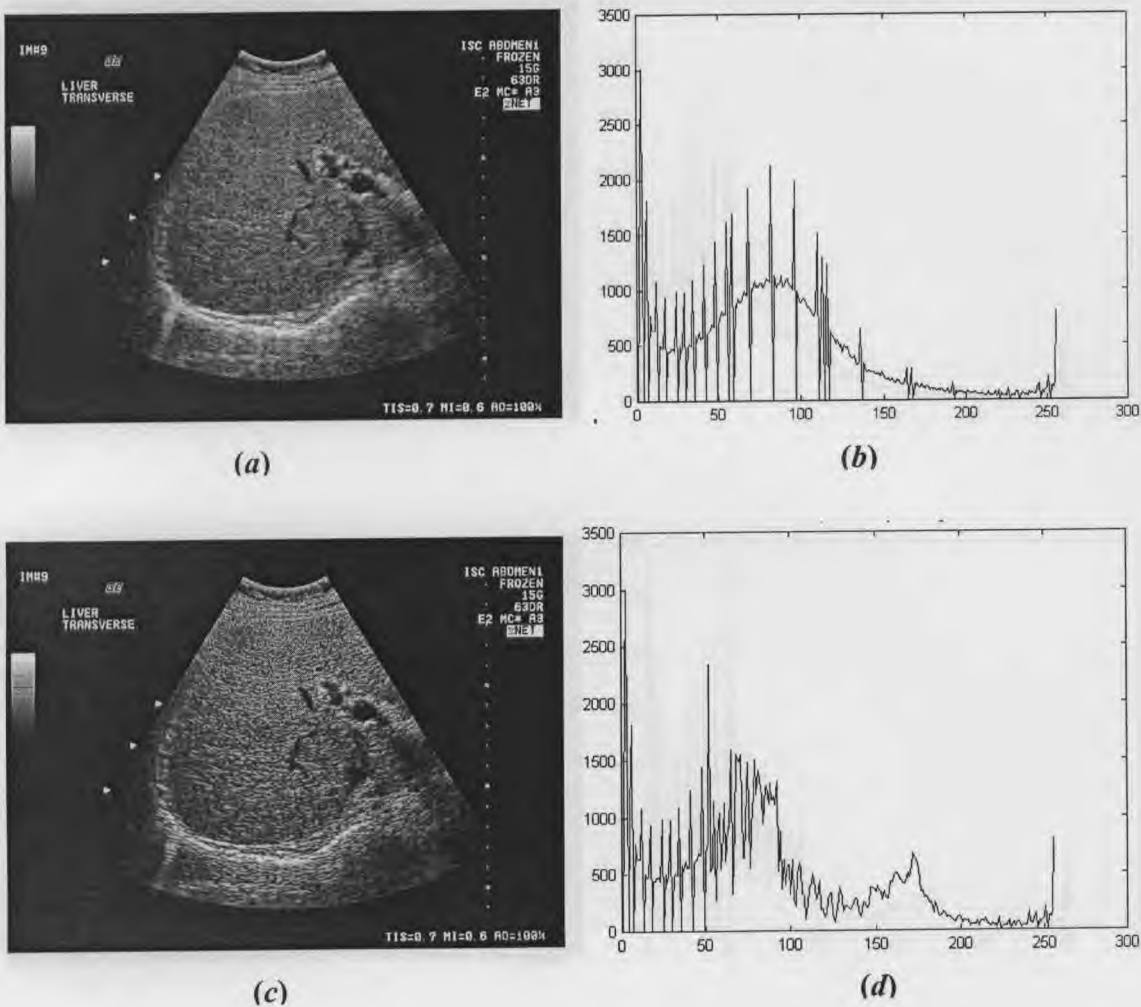 IM#9
LIVER
TRANSVERSE
ISC ABDMEN1
FROZEN
15G
63DR
E2 MC* A3
TIS=0.7 MI=0.6 AO=100%
(a)
3500
3000
2500
2000
1500
1000
500
0
0 50 100 150 200 250 300
(b)
IM#9
LIVER
TRANSVERSE
ISC ABDMEN1
FROZEN
15G
63DR
E2 MC* A3
TIS=0.7 MI=0.6 AO=100%
(c)
3500
3000
2500
2000
1500
1000
500
0
0 50 100 150 200 250 300
(d)